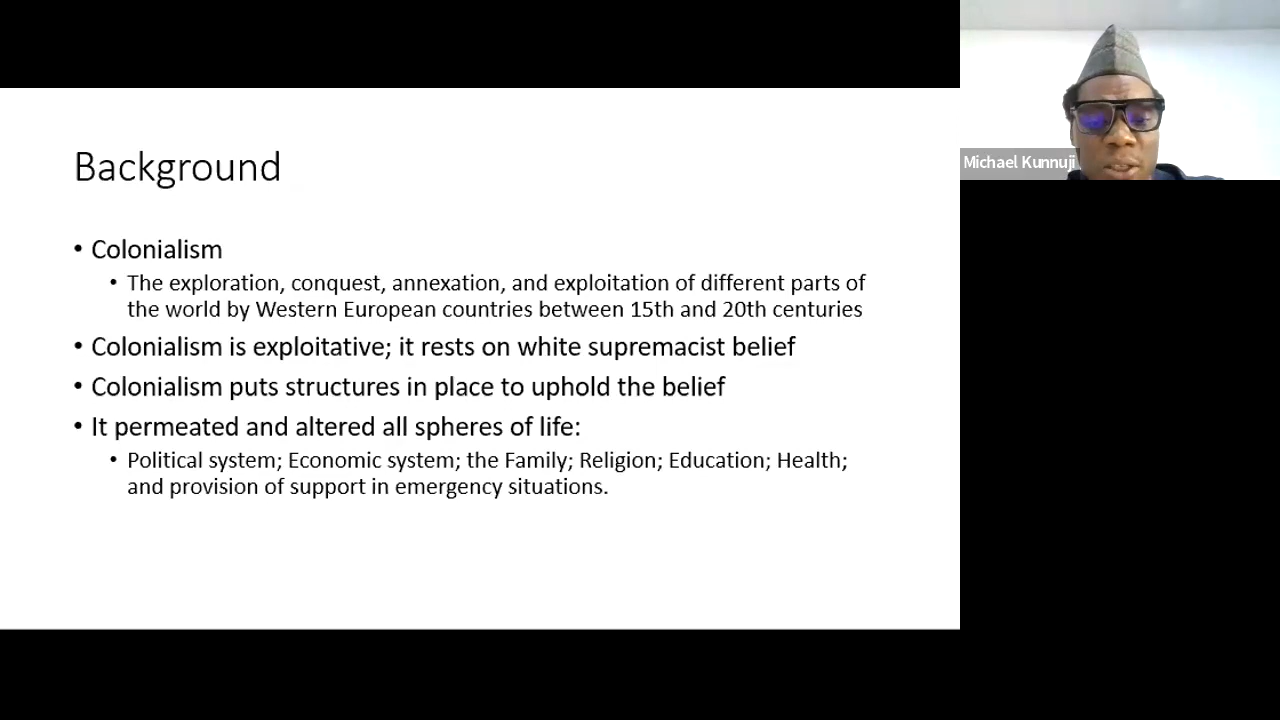 Background
• Colonialism
• The exploration, conquest, annexation, and exploitation of different parts of
the world by Western European countries between 15th and 20th centuries
• Colonialism is exploitative; it rests on white supremacist belief
• Colonialism puts structures in place to uphold the belief
• It permeated and altered all spheres of life:
• Political system; Economic system; the Family; Religion; Education; Health;
and provision of support in emergency situations.
Michael Kunnuji